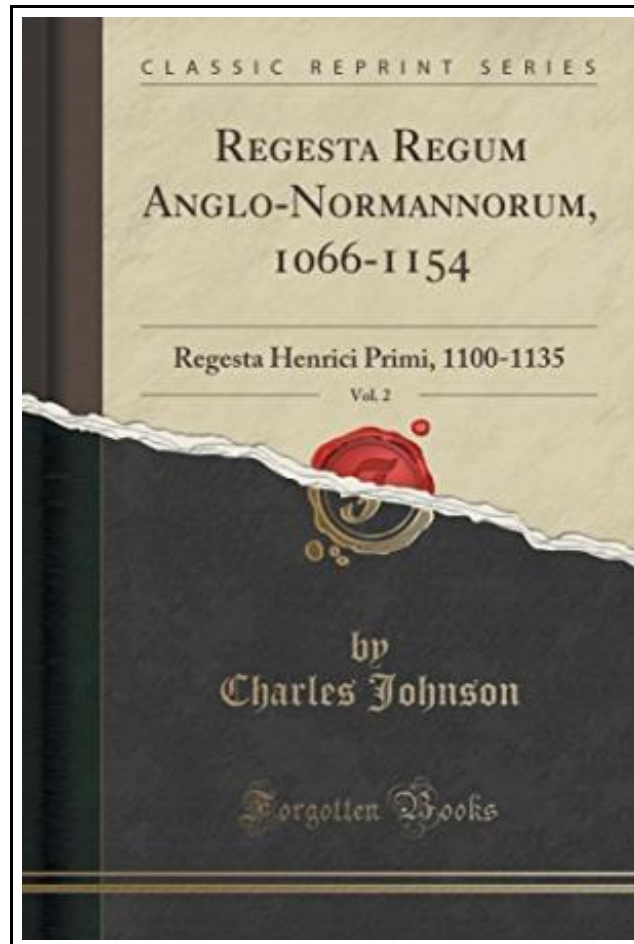 CLASSIC REPRINT SERIES
REGESTA REGUM
ANGLO-NORMANNORUM,
1066-1154
Regesta Henrici Primi, 1100-1135
Vol. 2
by
Charles Johnson
Forgotten Books